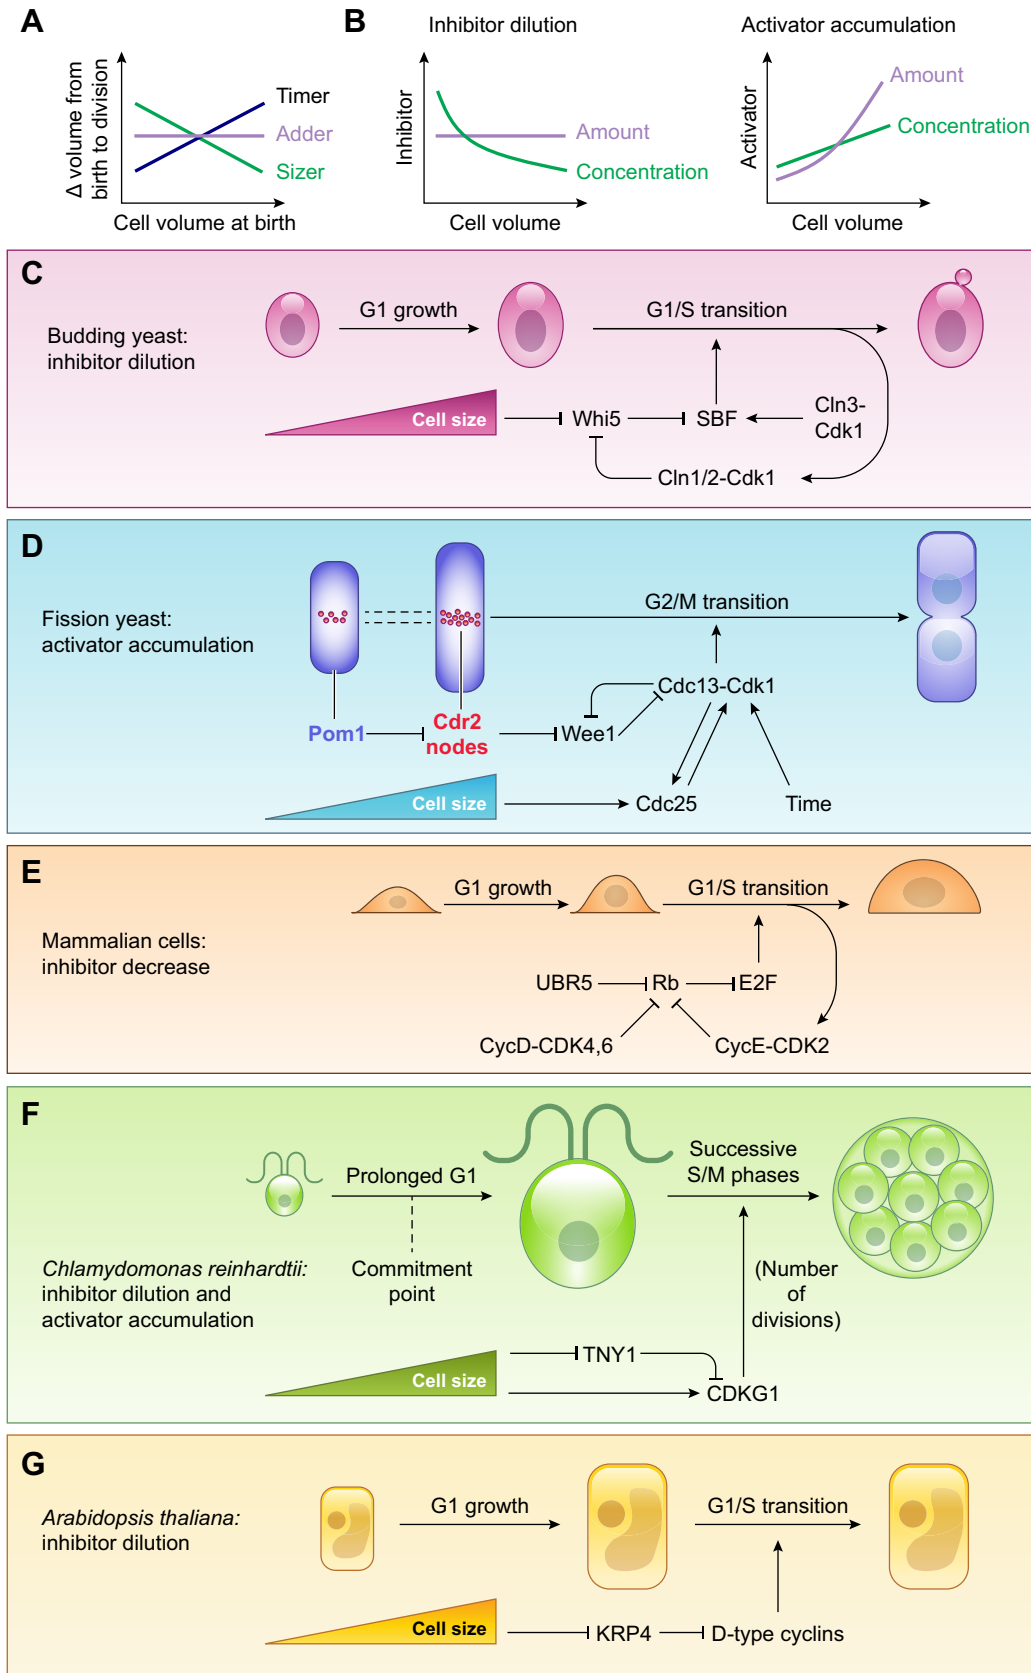 A
Δ volume from
birth to division
Timer
Adder
Sizer
Cell volume at birth
B
Inhibitor dilution
Inhibitor
Amount
Concentration
Cell volume
Activator accumulation
Activator
Amount
Concentration
Cell volume
C
Budding yeast:
inhibitor dilution
G1 growth
G1/S transition
Cell size
Whi5
SBF
Cln3-
Cdk1
Cln1/2-Cdk1
D
Fission yeast:
activator accumulation
G2/M transition
Pom1
Cdr2
nodes
Wee1
Cdc13-Cdk1
Cell size
Cdc25
Time
E
Mammalian cells:
inhibitor decrease
G1 growth
G1/S transition
UBR5
Rb
E2F
CycD-CDK4,6
CycE-CDK2
F
Chlamydomonas reinhardtii:
inhibitor dilution and
activator accumulation
Prolonged G1
Commitment
point
Successive
S/M phases
(Number
of
divisions)
Cell size
TNY1
CDKG1
G
Arabidopsis thaliana:
inhibitor dilution
G1 growth
G1/S transition
Cell size
KRP4
D-type cyclins